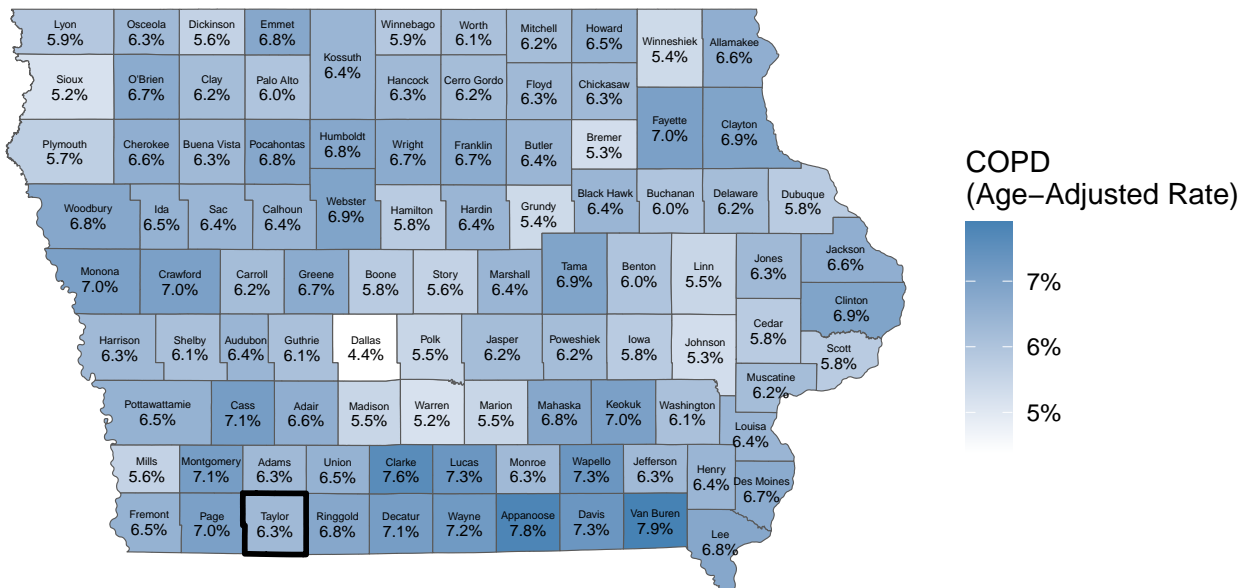 Lyon
5.9%
Osceola
6.3%
Dickinson
5.6%
Emmet
6.8%
Kossuth
6.4%
Winnebago
5.9%
Worth
6.1%
Mitchell
6.2%
Howard
6.5%
Winneshiek
5.4%
Allamakee
6.6%
Sioux
5.2%
O'Brien
6.7%
Clay
6.2%
Palo Alto
6.0%
Hancock
6.3%
Cerro Gordo
6.2%
Floyd
6.3%
Chickasaw
6.3%
Fayette
7.0%
Clayton
6.9%
Plymouth
5.7%
Cherokee
6.6%
Buena Vista
6.3%
Pocahontas
6.8%
Humboldt
6.8%
Wright
6.7%
Franklin
6.7%
Butler
6.4%
Bremer
5.3%
Woodbury
6.8%
Ida
6.5%
Sac
6.4%
Calhoun
6.4%
Webster
6.9%
Hamilton
5.8%
Hardin
6.4%
Grundy
5.4%
Black Hawk
6.4%
Buchanan
6.0%
Delaware
6.2%
Dubuque
5.8%
Monona
7.0%
Crawford
7.0%
Carroll
6.2%
Greene
6.7%
Boone
5.8%
Story
5.6%
Marshall
6.4%
Tama
6.9%
Benton
6.0%
Linn
5.5%
Jones
6.3%
Jackson
6.6%
Clinton
6.9%
Harrison
6.3%
Shelby
6.1%
Audubon
6.4%
Guthrie
6.1%
Dallas
4.4%
Polk
5.5%
Jasper
6.2%
Poweshiek
6.2%
Iowa
5.8%
Johnson
5.3%
Cedar
5.8%
Scott
5.8%
Muscatine
6.2%
Pottawattamie
6.5%
Cass
7.1%
Adair
6.6%
Madison
5.5%
Warren
5.2%
Marion
5.5%
Mahaska
6.8%
Keokuk
7.0%
Washington
6.1%
Louisa
6.4%
Mills
5.6%
Montgomery
7.1%
Adams
6.3%
Union
6.5%
Clarke
7.6%
Lucas
7.3%
Monroe
6.3%
Wapello
7.3%
Jefferson
6.3%
Henry
6.4%
Des Moines
6.7%
Fremont
6.5%
Page
7.0%
Taylor
6.3%
Ringgold
6.8%
Decatur
7.1%
Wayne
7.2%
Appanoose
7.8%
Davis
7.3%
Van Buren
7.9%
Lee
6.8%
COPD
(Age−Adjusted Rate)
7%
6%
5%